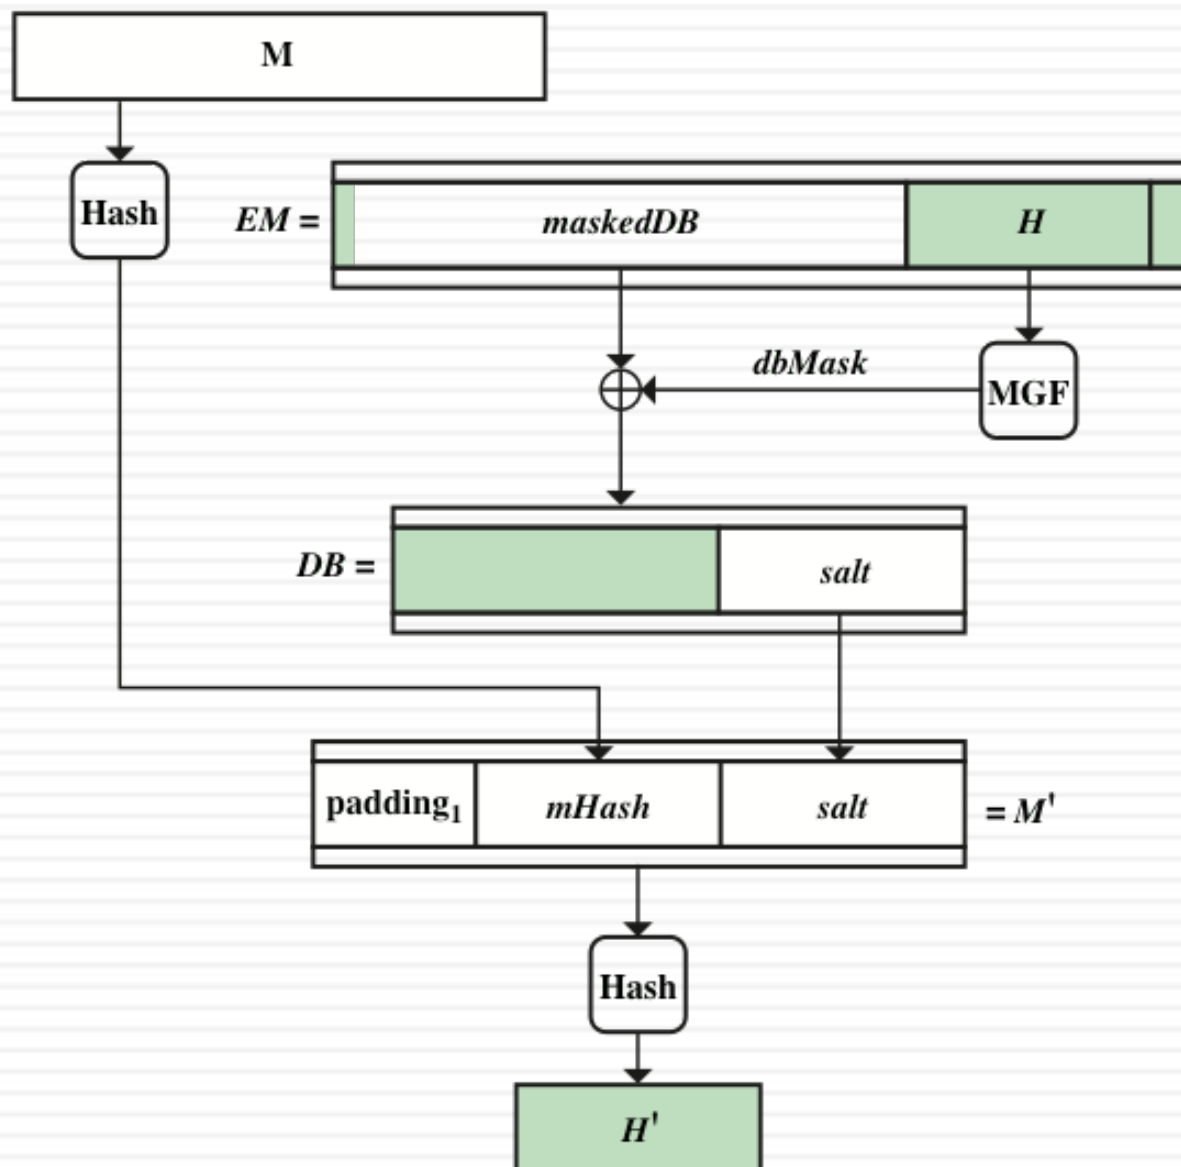 M
Hash
EM = maskedDB H
dbMask
MGF
DB = salt
padding₁ mHash salt = M'
Hash
H'